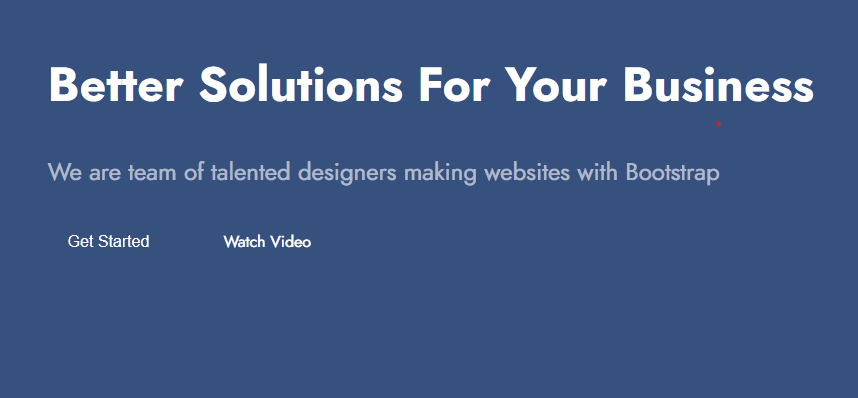 Better Solutions For Your Business
We are team of talented designers making websites with Bootstrap
Get Started
Watch Video